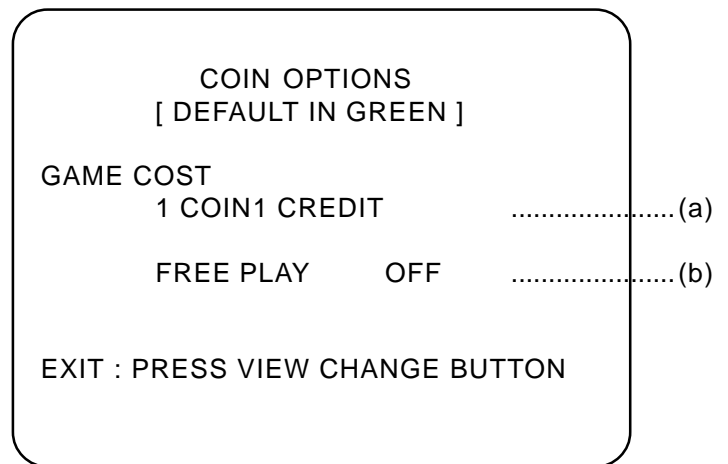 COIN OPTIONS
[ DEFAULT IN GREEN ]
GAME COST
1 COIN1 CREDIT ......................(a)
FREE PLAY OFF ......................(b)
EXIT : PRESS VIEW CHANGE BUTTON